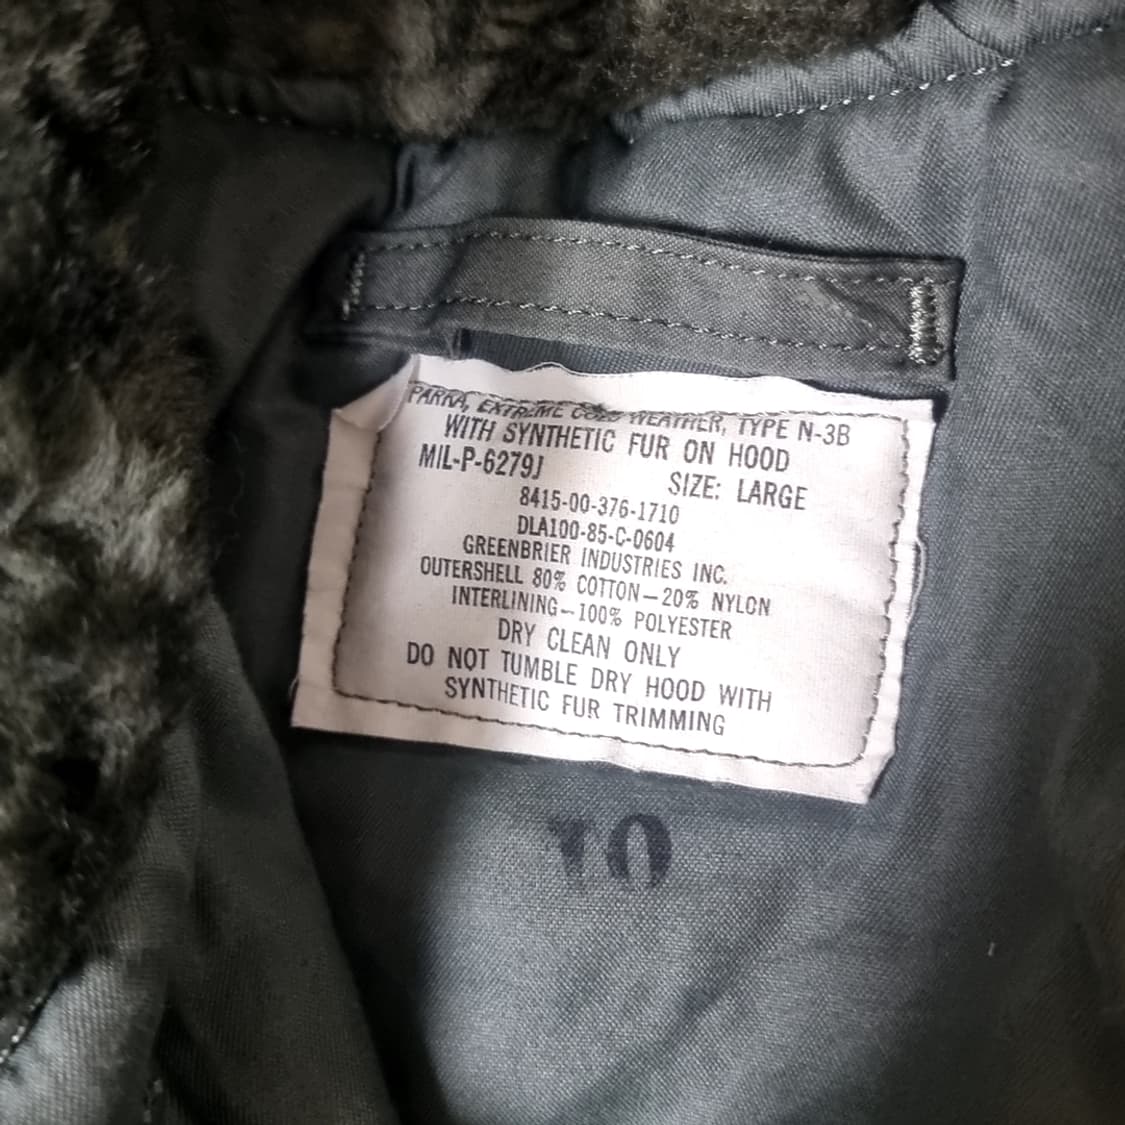 PARKA, EXTREME COLD WEATHER, TYPE N-3B
WITH SYNTHETIC FUR ON HOOD
MIL-P-6279J
SIZE: LARGE
8415-00-376-1710
DLA100-85-C-0604
GREENBRIER INDUSTRIES INC.
OUTERSHELL 80% COTTON—20% NYLON
INTERLINING—100% POLYESTER
DRY CLEAN ONLY
DO NOT TUMBLE DRY HOOD WITH
SYNTHETIC FUR TRIMMING
10